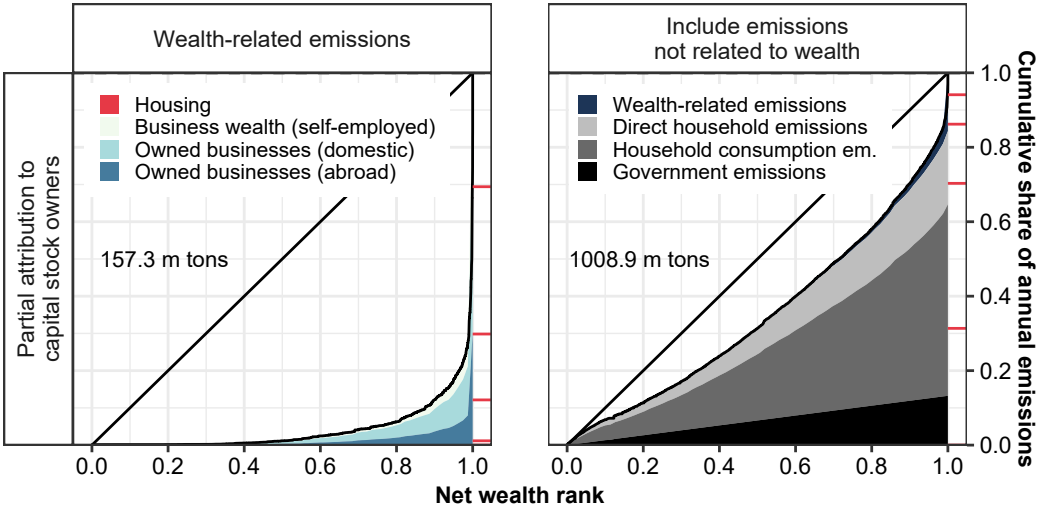 Wealth-related emissions
Include emissions
not related to wealth
Partial attribution to
capital stock owners
Housing
Business wealth (self-employed)
Owned businesses (domestic)
Owned businesses (abroad)
157.3 m tons
Wealth-related emissions
Direct household emissions
Household consumption em.
Government emissions
1008.9 m tons
1.0
0.8
0.6
0.4
0.2
0.0
Cumulative share of annual emissions
0.0 0.2 0.4 0.6 0.8 1.0
0.0 0.2 0.4 0.6 0.8 1.0
Net wealth rank